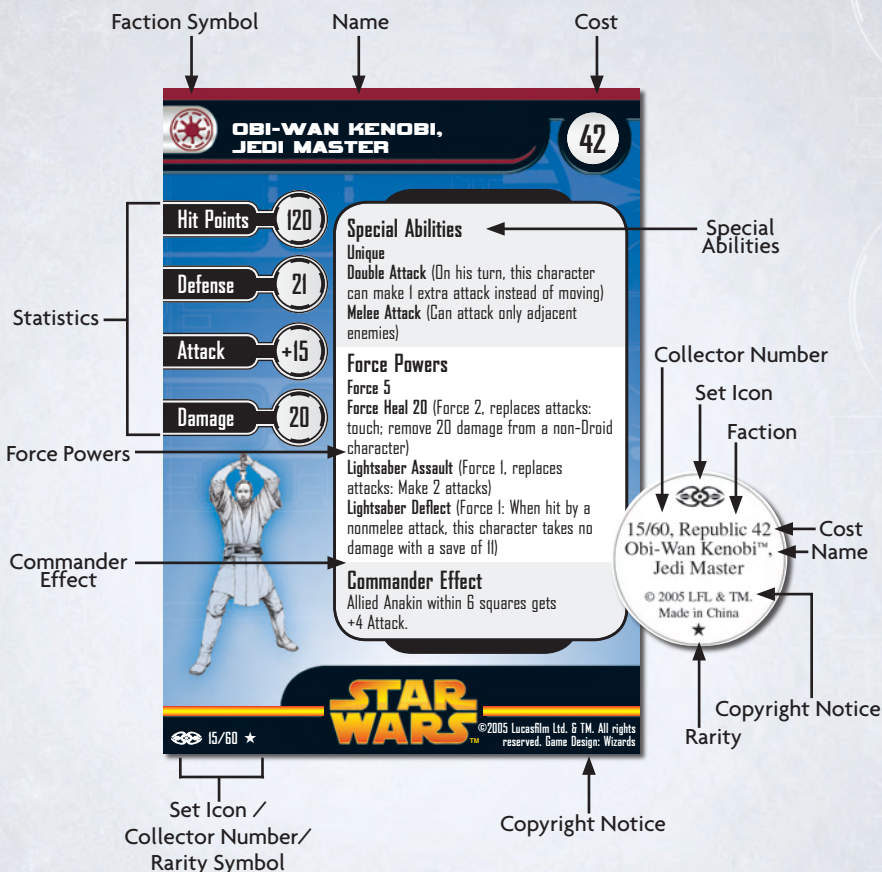 Faction Symbol
Name
Cost
OBI-WAN KENOBI,
JEDI MASTER
42
Statistics
Hit Points 120
Defense 21
Attack +15
Damage 20
Special Abilities
Unique
Double Attack (On his turn, this character
can make 1 extra attack instead of moving)
Melee Attack (Can attack only adjacent
enemies)
Special
Abilities
Force Powers
Force Powers
Force 5
Force Heal 20 (Force 2, replaces attacks:
touch; remove 20 damage from a non-Droid
character)
Lightsaber Assault (Force 1, replaces
attacks: Make 2 attacks)
Lightsaber Deflect (Force 1: When hit by a
nonmelee attack, this character takes no
damage with a save of 11)
Commander
Effect
Commander Effect
Allied Anakin within 6 squares gets
+4 Attack.
STAR
WARS
TM
15/60 ★
©2005 Lucasfilm Ltd. & TM. All rights
reserved. Game Design: Wizards
Set Icon /
Collector Number/
Rarity Symbol
Copyright Notice
Collector Number
Set Icon
Faction
15/60, Republic 42
Obi-Wan Kenobi™,
Jedi Master
© 2005 LFL & TM.
Made in China
★
Cost
Name
Copyright Notice
Rarity